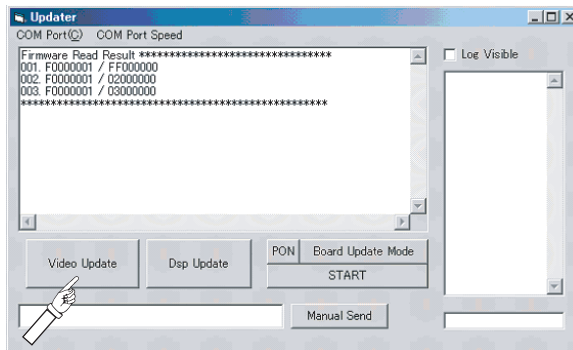 Updater
COM Port(C) COM Port Speed
Firmware Read Result ********************************
001. F0000001 / FF000000
002. F0000001 / 02000000
003. F0000001 / 03000000
***************************************************
Log Visible
Video Update
Dsp Update
PON
Board Update Mode
START
Manual Send